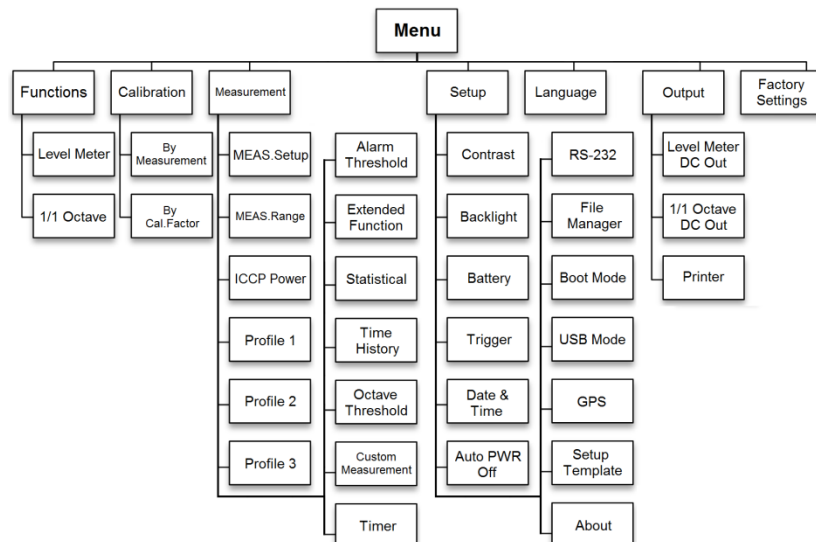 Menu
Functions
Calibration
Measurement
Setup
Language
Output
Factory
Settings
Level Meter
1/1 Octave
By
Measurement
By
Cal.Factor
MEAS.Setup
MEAS.Range
ICCP Power
Profile 1
Profile 2
Profile 3
Alarm
Threshold
Extended
Function
Statistical
Time
History
Octave
Threshold
Custom
Measurement
Timer
Contrast
Backlight
Battery
Trigger
Date &
Time
Auto PWR
Off
RS-232
File
Manager
Boot Mode
USB Mode
GPS
Setup
Template
About
Level Meter
DC Out
1/1 Octave
DC Out
Printer